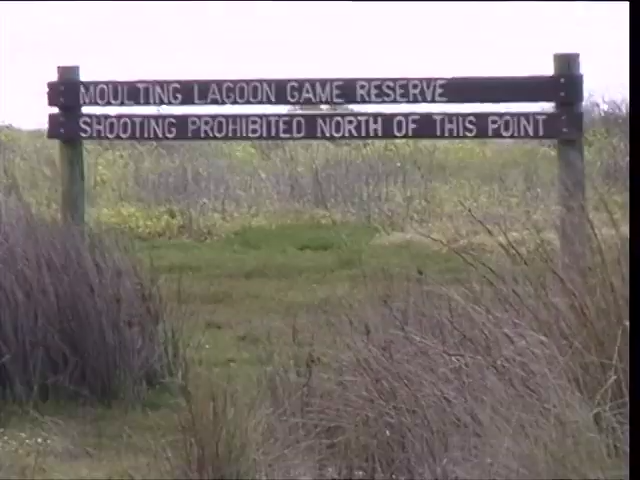 MOULTING LAGOON GAME RESERVE
SHOOTING PROHIBITED NORTH OF THIS POINT